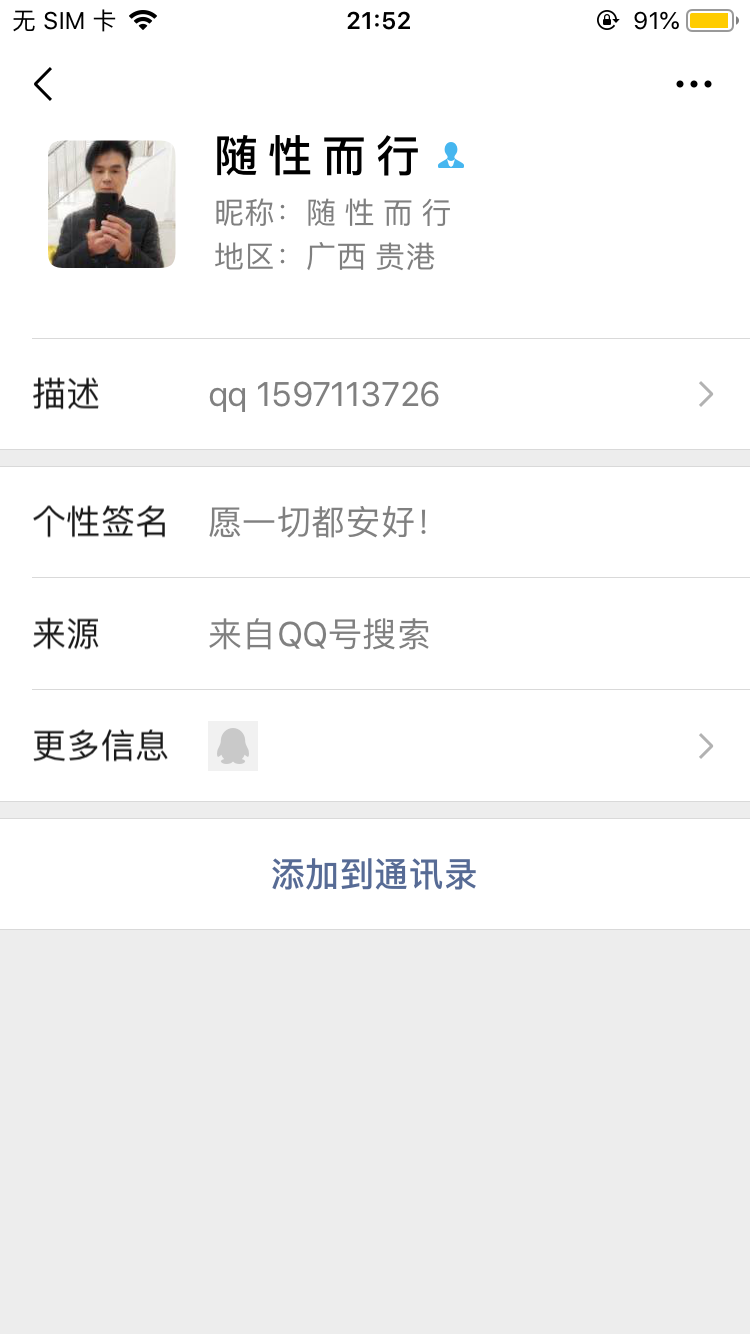 无 SIM 卡 21:52 91%
随 性 而 行
昵称：随 性 而 行
地区：广西 贵港
描述 qq 1597113726
个性签名 愿一切都安好！
来源 来自QQ号搜索
更多信息
添加到通讯录